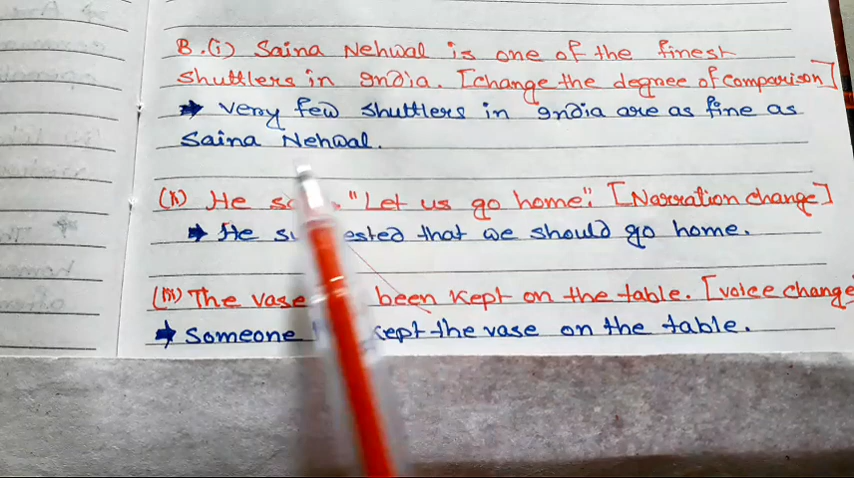 B. (i) Saina Nehwal is one of the finest
shuttlers in India. [change the degree of comparison]
→ Very few shuttlers in India are as fine as
Saina Nehwal.
(ii) He "Let us go home". [Narration change]
→ He that we should go home.
(iii) The vase been kept on the table. [voice change
→ Someone kept the vase on the table.